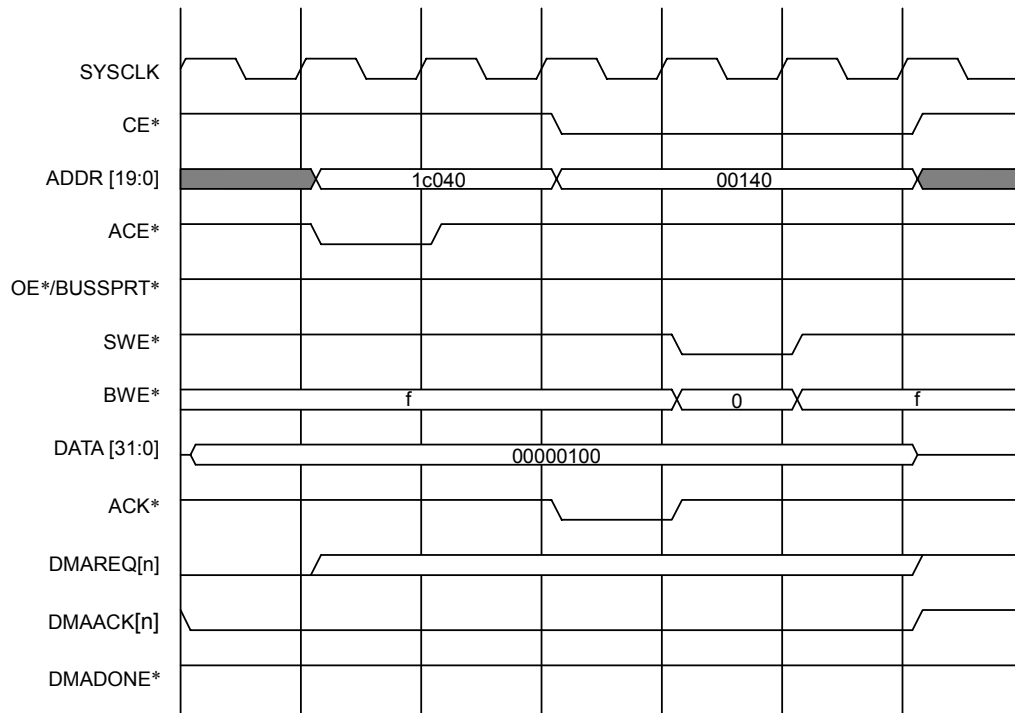 SYSCLK
CE*
ADDR [19:0]
1c040
00140
ACE*
OE*/BUSSPRT*
SWE*
BWE*
f
0
f
DATA [31:0]
00000100
ACK*
DMAREQ[n]
DMAACK[n]
DMADONE*